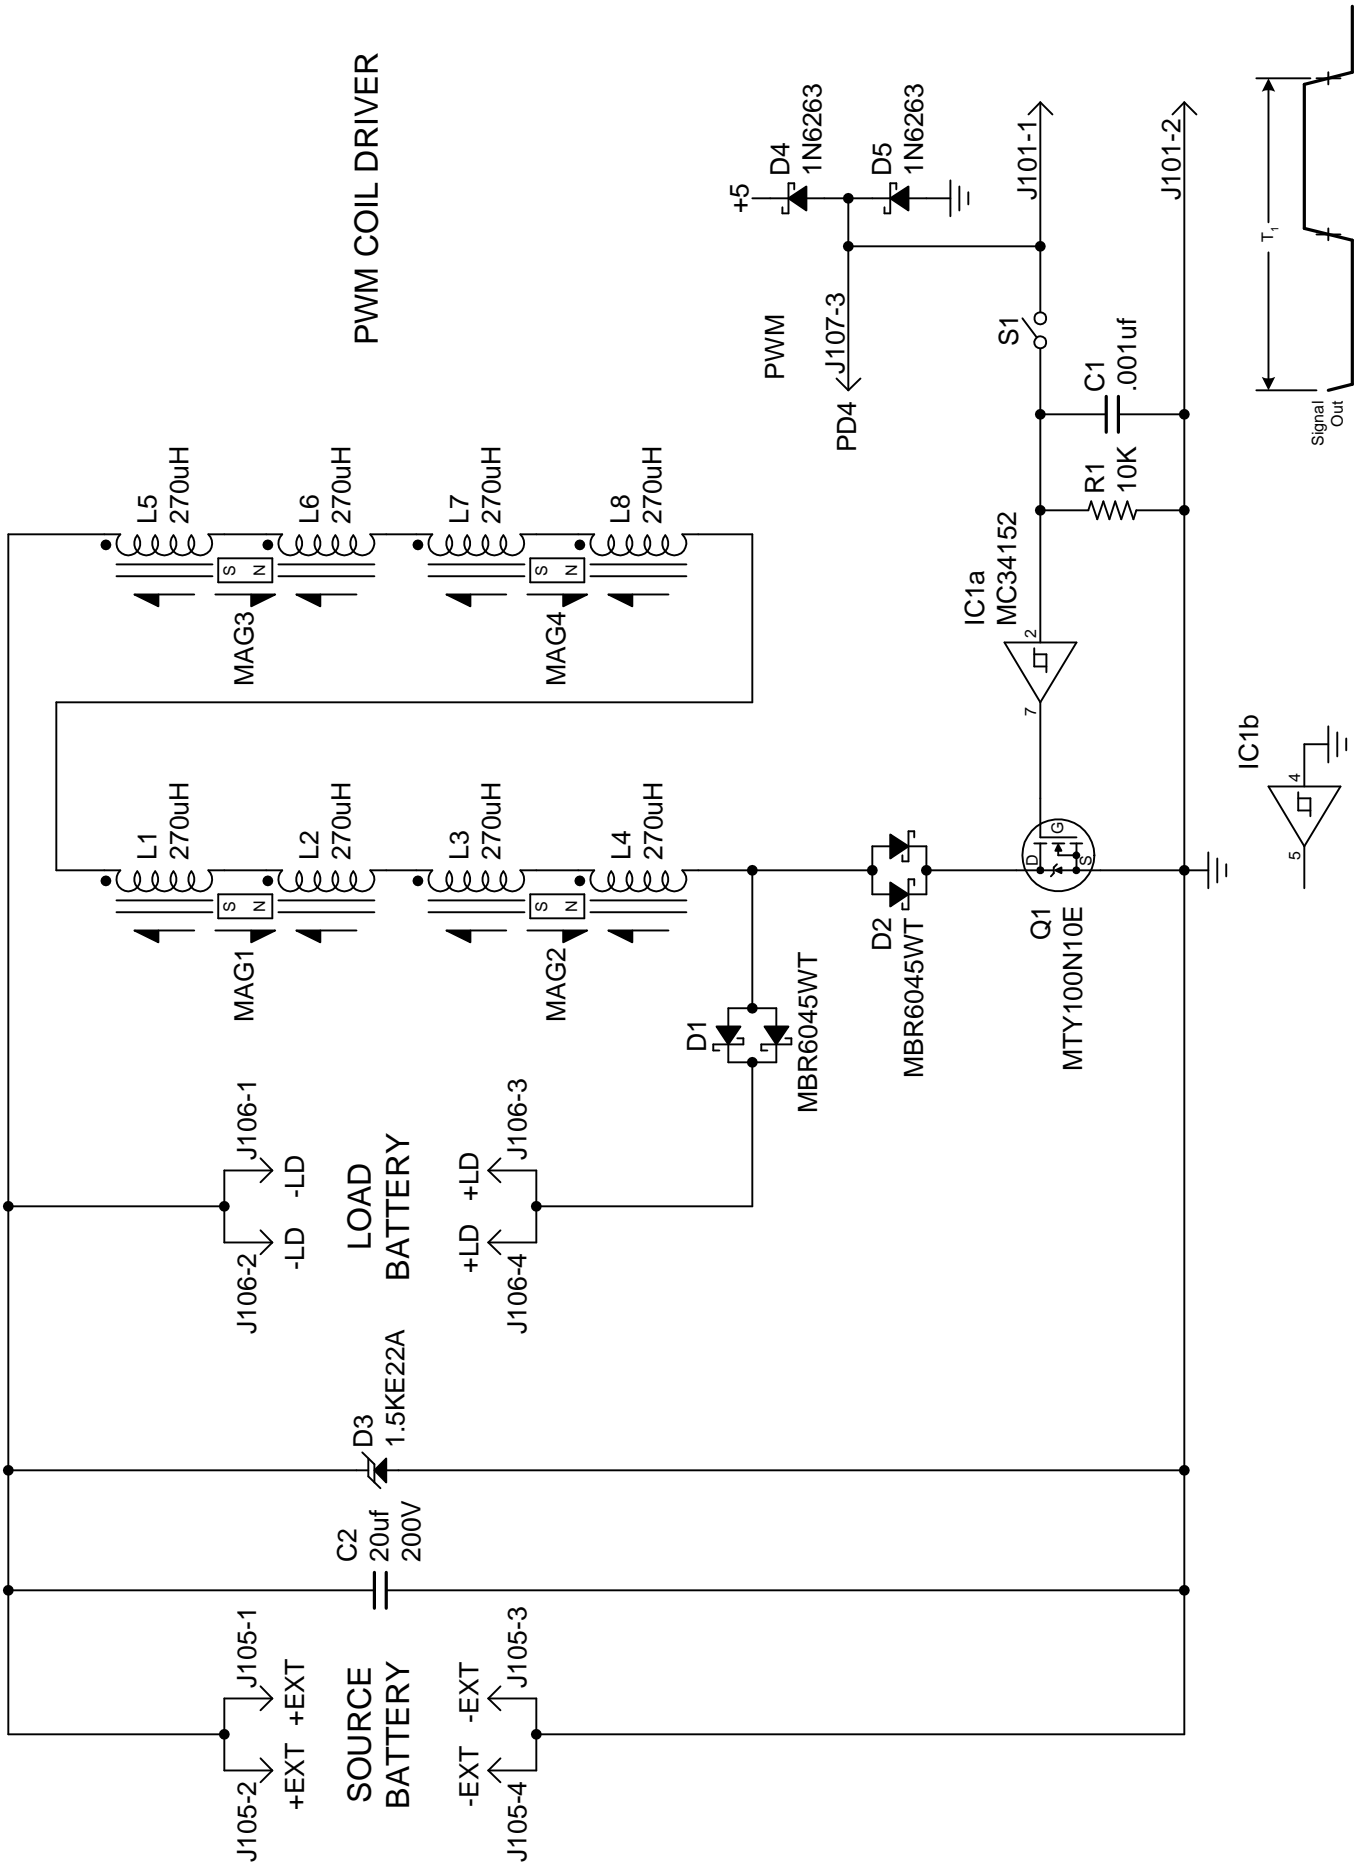 PWM COIL DRIVER
L5
270uH
L6
270uH
L7
270uH
L8
270uH
S
N
MAG3
S
N
MAG4
L1
270uH
L2
270uH
L3
270uH
L4
270uH
S
N
MAG1
S
N
MAG2
+5
D4
1N6263
D5
1N6263
PWM
J107-3
PD4
J101-1
J101-2
S1
C1
.001uf
R1
10K
IC1a
MC34152
2
7
IC1b
4
5
D
G
S
Q1
MTY100N10E
D2
MBR6045WT
D1
MBR6045WT
J106-1
-LD
J106-2
-LD
LOAD
BATTERY
J106-3
+LD
J106-4
+LD
D3
1.5KE22A
C2
20uf
200V
J105-1
+EXT
J105-2
+EXT
SOURCE
BATTERY
J105-3
-EXT
J105-4
-EXT
T1
Signal
Out